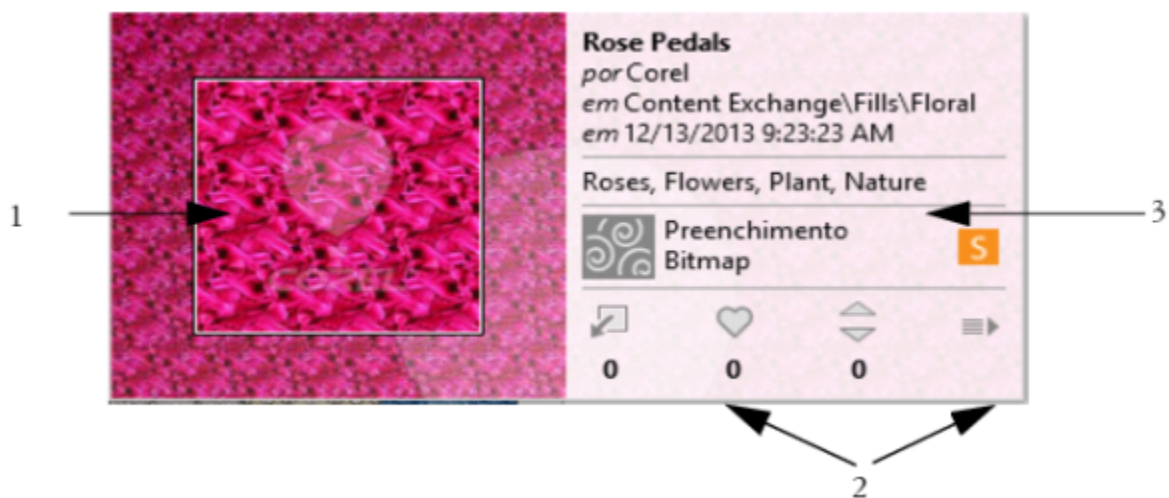 Rose Pedals
por Corel
em Content Exchange\Fills\Floral
em 12/13/2013 9:23:23 AM
Roses, Flowers, Plant, Nature
Preenchimento
Bitmap
S
0 0 0
1
3
2
COREL